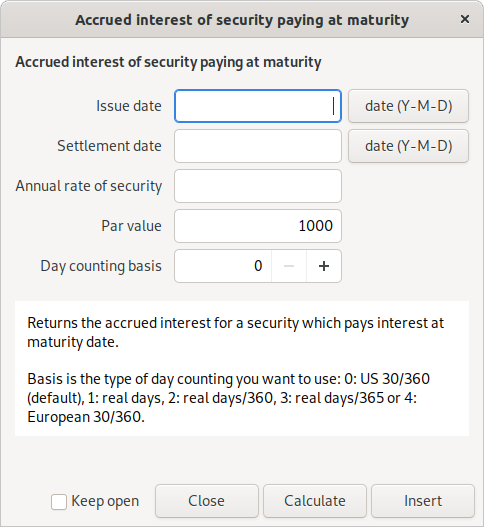 Accrued interest of security paying at maturity ×
Accrued interest of security paying at maturity
Issue date date (Y-M-D)
Settlement date date (Y-M-D)
Annual rate of security
Par value 1000
Day counting basis 0 − +
Returns the accrued interest for a security which pays interest at
maturity date.
Basis is the type of day counting you want to use: 0: US 30/360
(default), 1: real days, 2: real days/360, 3: real days/365 or 4:
European 30/360.
Keep open Close Calculate Insert